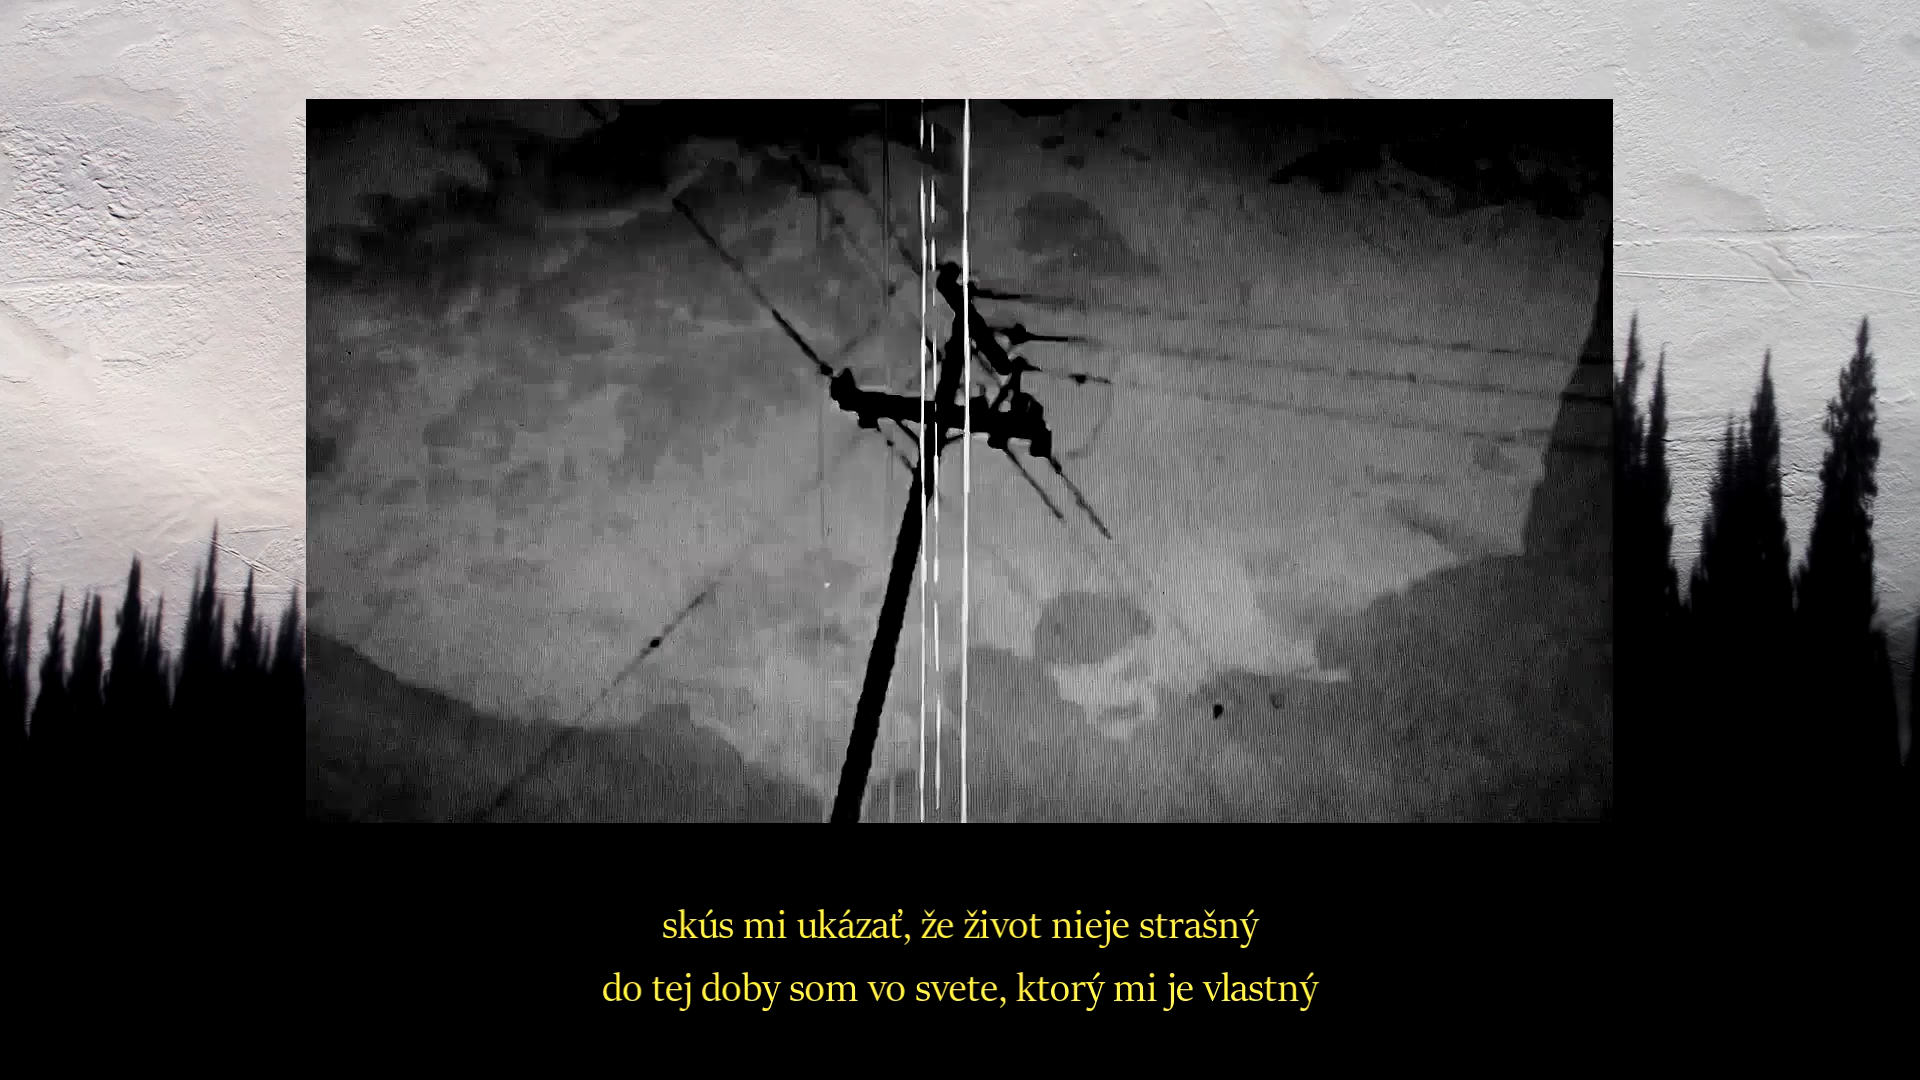 skús mi ukázať, že život nieje strašný
do tej doby som vo svete, ktorý mi je vlastný